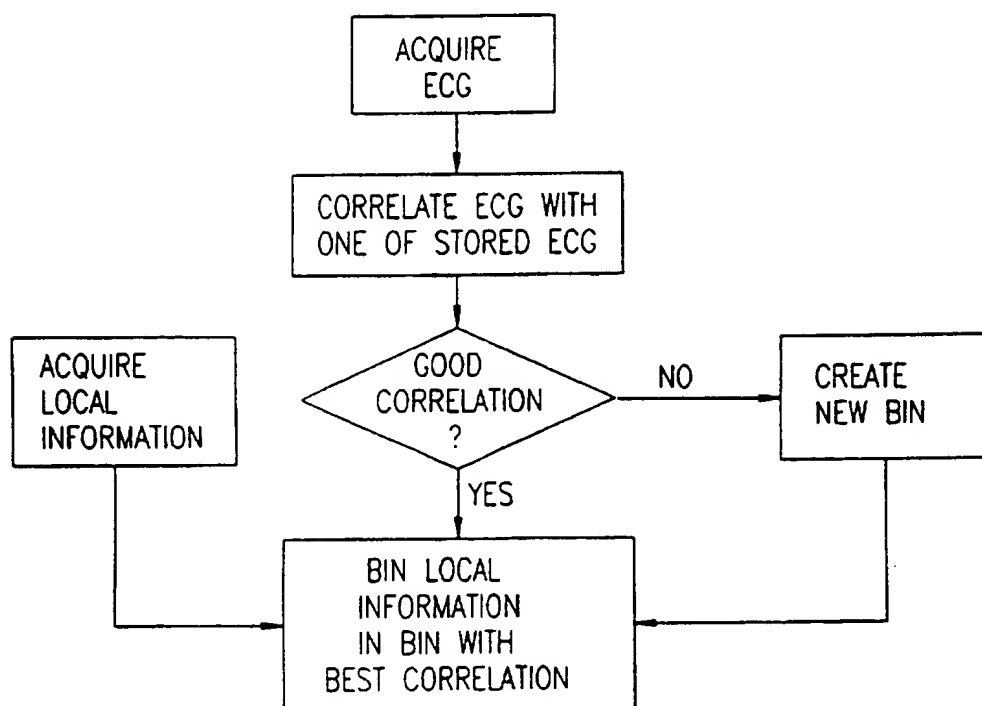 ACQUIRE
ECG
CORRELATE ECG WITH
ONE OF STORED ECG
ACQUIRE
LOCAL
INFORMATION
GOOD
CORRELATION
?
NO
CREATE
NEW BIN
YES
BIN LOCAL
INFORMATION
IN BIN WITH
BEST CORRELATION